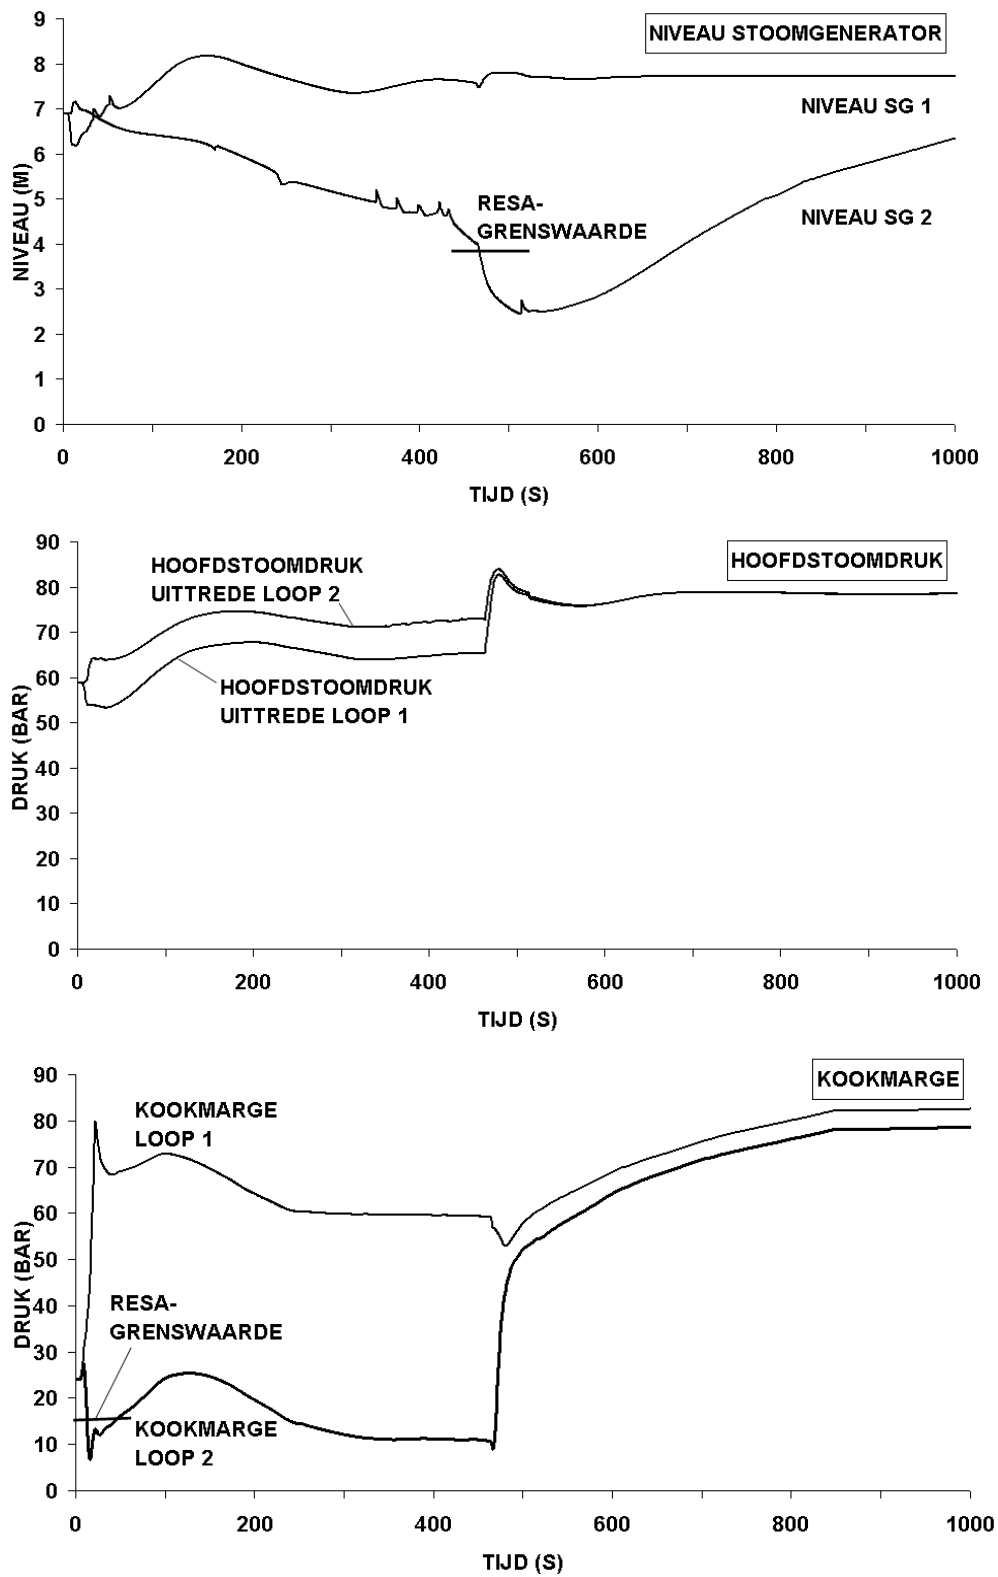 NIVEAU STOOMGENERATOR
9
8
7
6
5
4
3
2
1
0
NIVEAU (M)
NIVEAU SG 1
RESA-
GRENSWAARDE
NIVEAU SG 2
0 200 400 600 800 1000
TIJD (S)
HOOFDSTOOMDRUK
90
80
70
60
50
40
30
20
10
0
DRUK (BAR)
HOOFDSTOOMDRUK
UITTREDE LOOP 2
HOOFDSTOOMDRUK
UITTREDE LOOP 1
0 200 400 600 800 1000
TIJD (S)
KOOKMARGE
90
80
70
60
50
40
30
20
10
0
DRUK (BAR)
KOOKMARGE
LOOP 1
RESA-
GRENSWAARDE
KOOKMARGE
LOOP 2
0 200 400 600 800 1000
TIJD (S)